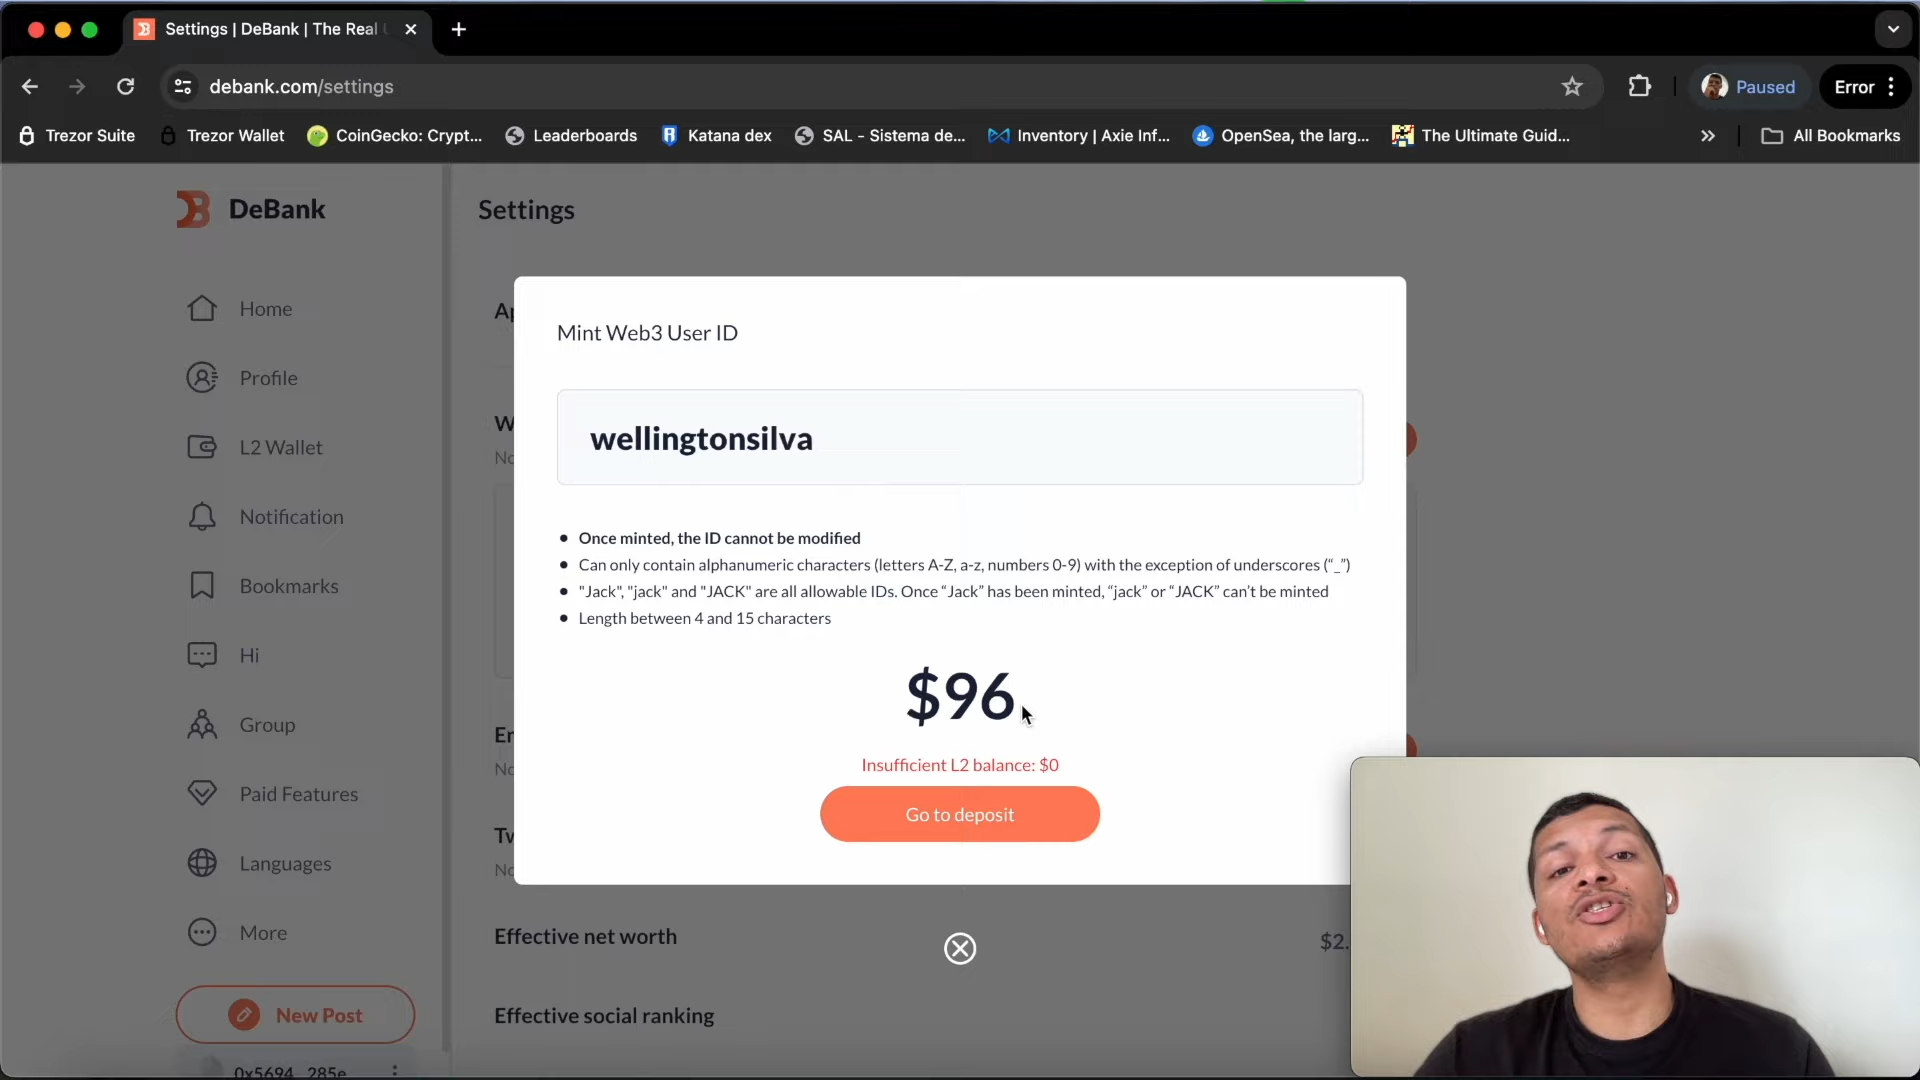 Settings | DeBank | The Real
debank.com/settings
Paused
Error
Trezor Suite
Trezor Wallet
CoinGecko: Crypt...
Leaderboards
Katana dex
SAL - Sistema de...
Inventory | Axie Inf...
OpenSea, the larg...
The Ultimate Guid...
All Bookmarks
DeBank
Home
Profile
L2 Wallet
Notification
Bookmarks
Hi
Group
Paid Features
Languages
More
New Post
0x5694...285e
Settings
Mint Web3 User ID
wellingtonsilva
Once minted, the ID cannot be modified
Can only contain alphanumeric characters (letters A-Z, a-z, numbers 0-9) with the exception of underscores (“_”)
"Jack", "jack" and "JACK" are all allowable IDs. Once “Jack” has been minted, “jack” or “JACK” can’t be minted
Length between 4 and 15 characters
$96
Insufficient L2 balance: $0
Go to deposit
Effective net worth
$2.
Effective social ranking